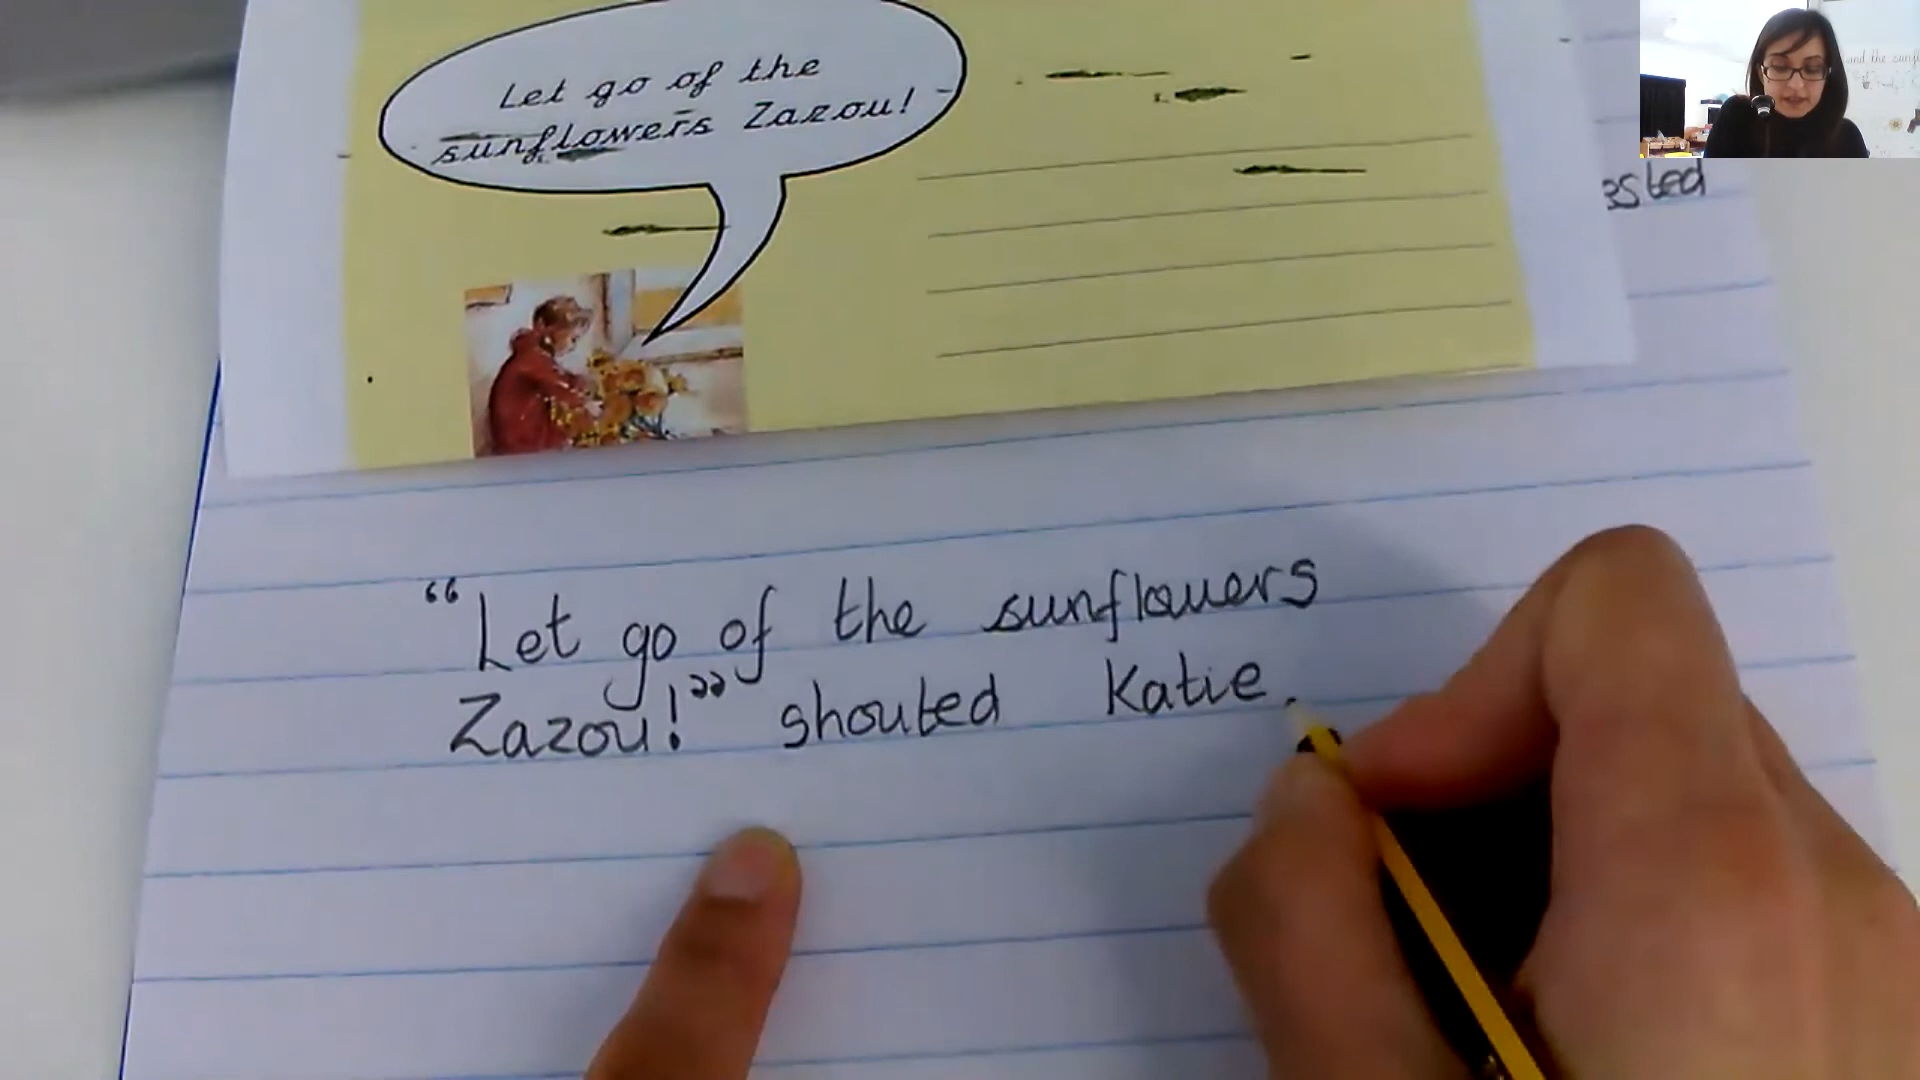 Let go of the
sunflowers Zazou!
"Let go of the sunflowers
Zazou!" shouted Katie.